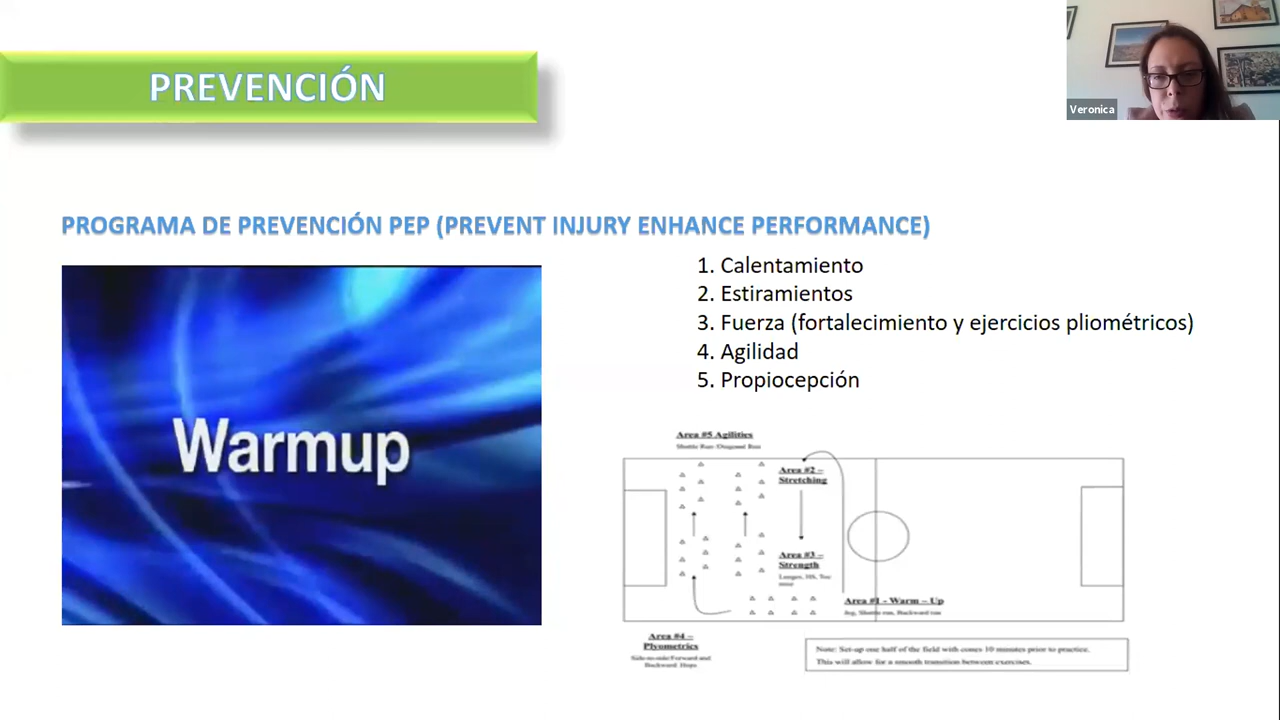 PREVENCIÓN
Veronica
PROGRAMA DE PREVENCIÓN PEP (PREVENT INJURY ENHANCE PERFORMANCE)
1. Calentamiento
2. Estiramientos
3. Fuerza (fortalecimiento y ejercicios pliométricos)
4. Agilidad
5. Propiocepción
Warmup
Area #5 Agilities
Shuttle Run/Diagonal Run
Area #2 –
Stretching
Area #3 –
Strength
Lunges, HS, Toe
raise
Area #1 - Warm – Up
Jog, Shuttle run, Backward run
Area #4 –
Plyometrics
Side-to-side/Forward and
Backward Hops
Note: Set-up one half of the field with cones 10 minutes prior to practice.
This will allow for a smooth transition between exercises.